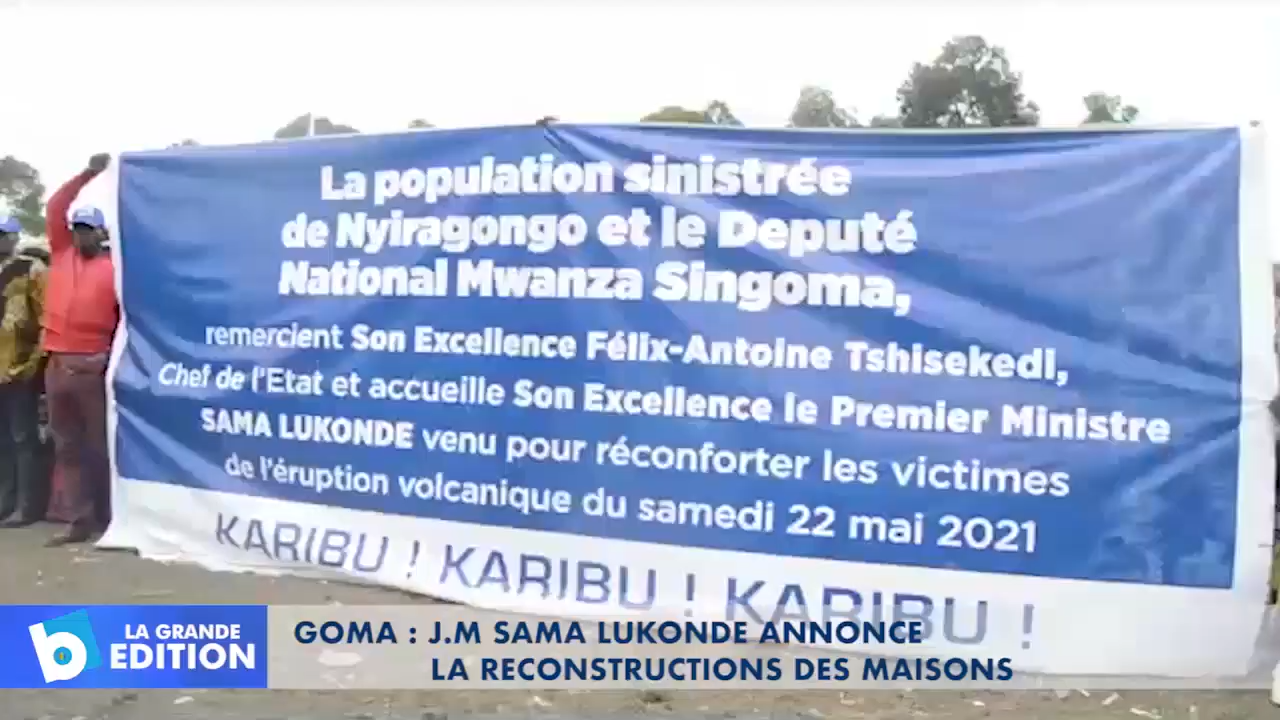 La population sinistrée
de Nyiragongo et le Deputé
National Mwanza Singoma,
remercient Son Excellence Félix-Antoine Tshisekedi,
Chef de l'Etat et accueille Son Excellence le Premier Ministre
SAMA LUKONDE venu pour réconforter les victimes
de l'éruption volcanique du samedi 22 mai 2021
KARIBU ! KARIBU ! KARIBU !
b
LA GRANDE
EDITION
GOMA : J.M SAMA LUKONDE ANNONCE
LA RECONSTRUCTIONS DES MAISONS